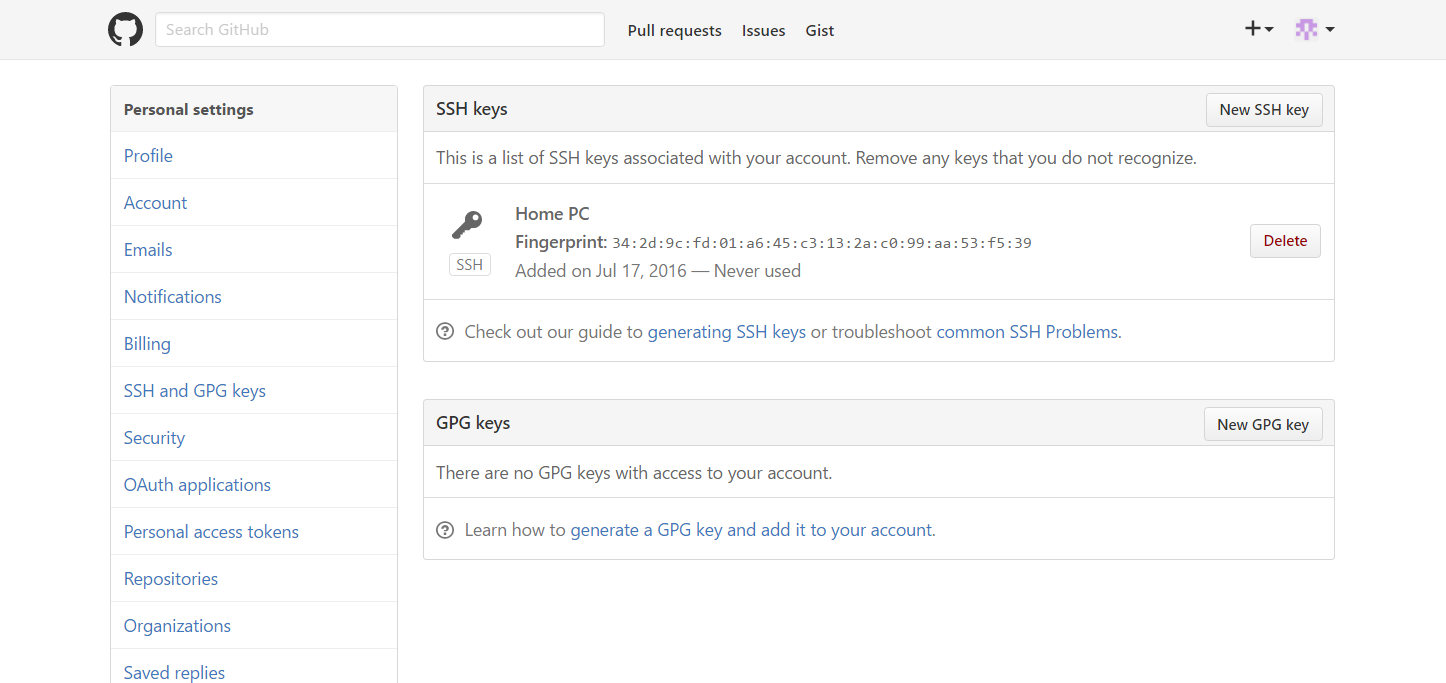 Search GitHub
Pull requests
Issues
Gist
Personal settings
Profile
Account
Emails
Notifications
Billing
SSH and GPG keys
Security
OAuth applications
Personal access tokens
Repositories
Organizations
Saved replies
SSH keys
New SSH key
This is a list of SSH keys associated with your account. Remove any keys that you do not recognize.
SSH
Home PC
Fingerprint: 34:2d:9c:fd:01:a6:45:c3:13:2a:c0:99:aa:53:f5:39
Added on Jul 17, 2016 — Never used
Delete
Check out our guide to generating SSH keys or troubleshoot common SSH Problems.
GPG keys
New GPG key
There are no GPG keys with access to your account.
Learn how to generate a GPG key and add it to your account.